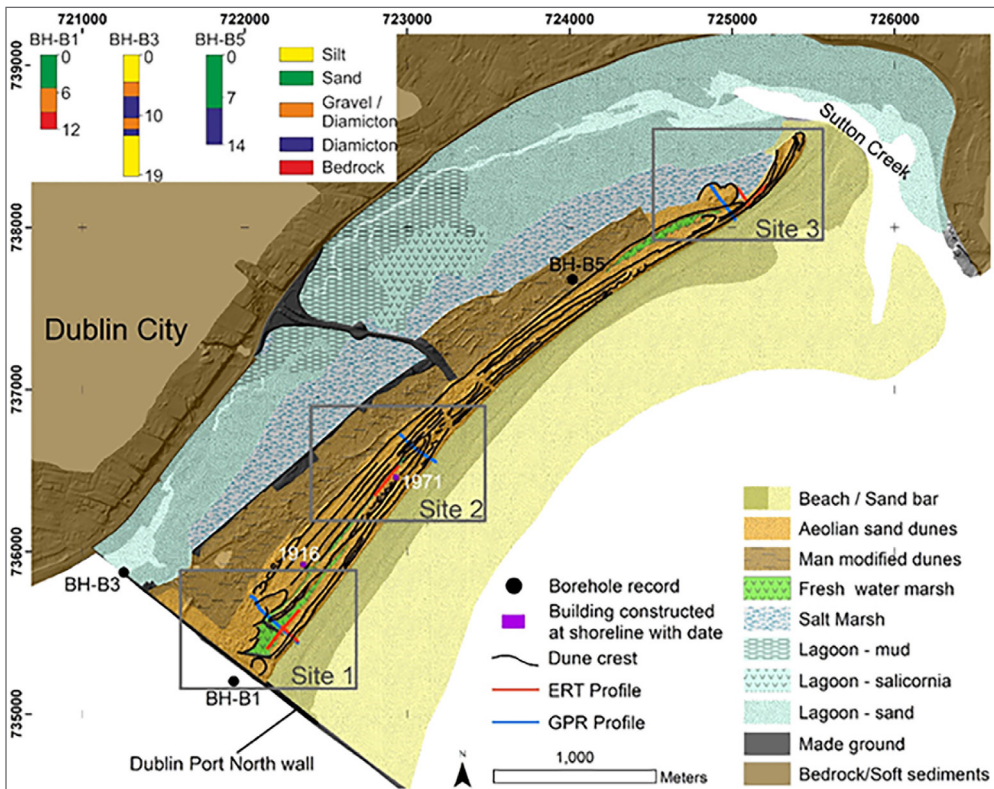 721000
722000
723000
724000
725000
726000
BH-B1
BH-B3
BH-B5
0
6
12
0
10
19
0
7
14
Silt
Sand
Gravel /
Diamicton
Diamicton
Bedrock
739000
738000
737000
736000
735000
Sutton Creek
Site 3
BH-B5
Dublin City
1971
Site 2
1916
BH-B3
Site 1
BH-B1
Dublin Port North wall
Borehole record
Building constructed
at shoreline with date
Dune crest
ERT Profile
GPR Profile
N
1,000
Meters
Beach / Sand bar
Aeolian sand dunes
Man modified dunes
Fresh water marsh
Salt Marsh
Lagoon - mud
Lagoon - salicornia
Lagoon - sand
Made ground
Bedrock/Soft sediments